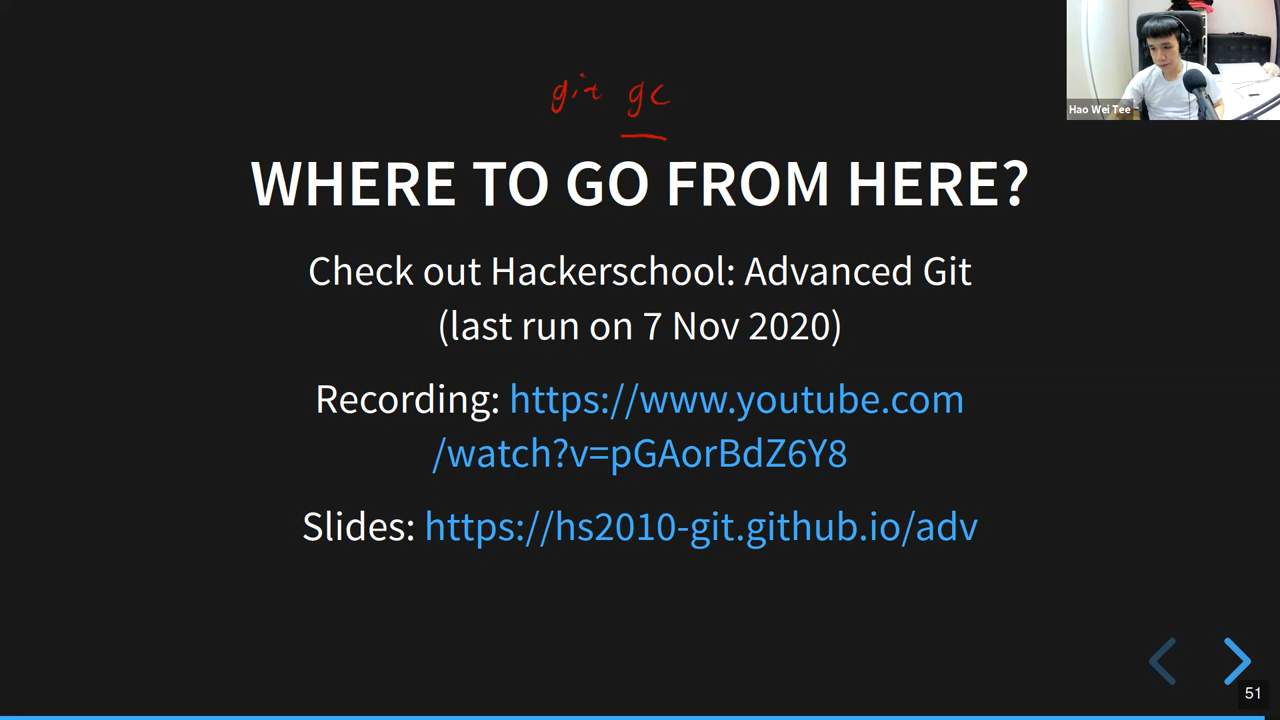 git gc
WHERE TO GO FROM HERE?
Check out Hackerschool: Advanced Git
(last run on 7 Nov 2020)
Recording: https://www.youtube.com
/watch?v=pGAorBdZ6Y8
Slides: https://hs2010-git.github.io/adv
Hao Wei Tee
51